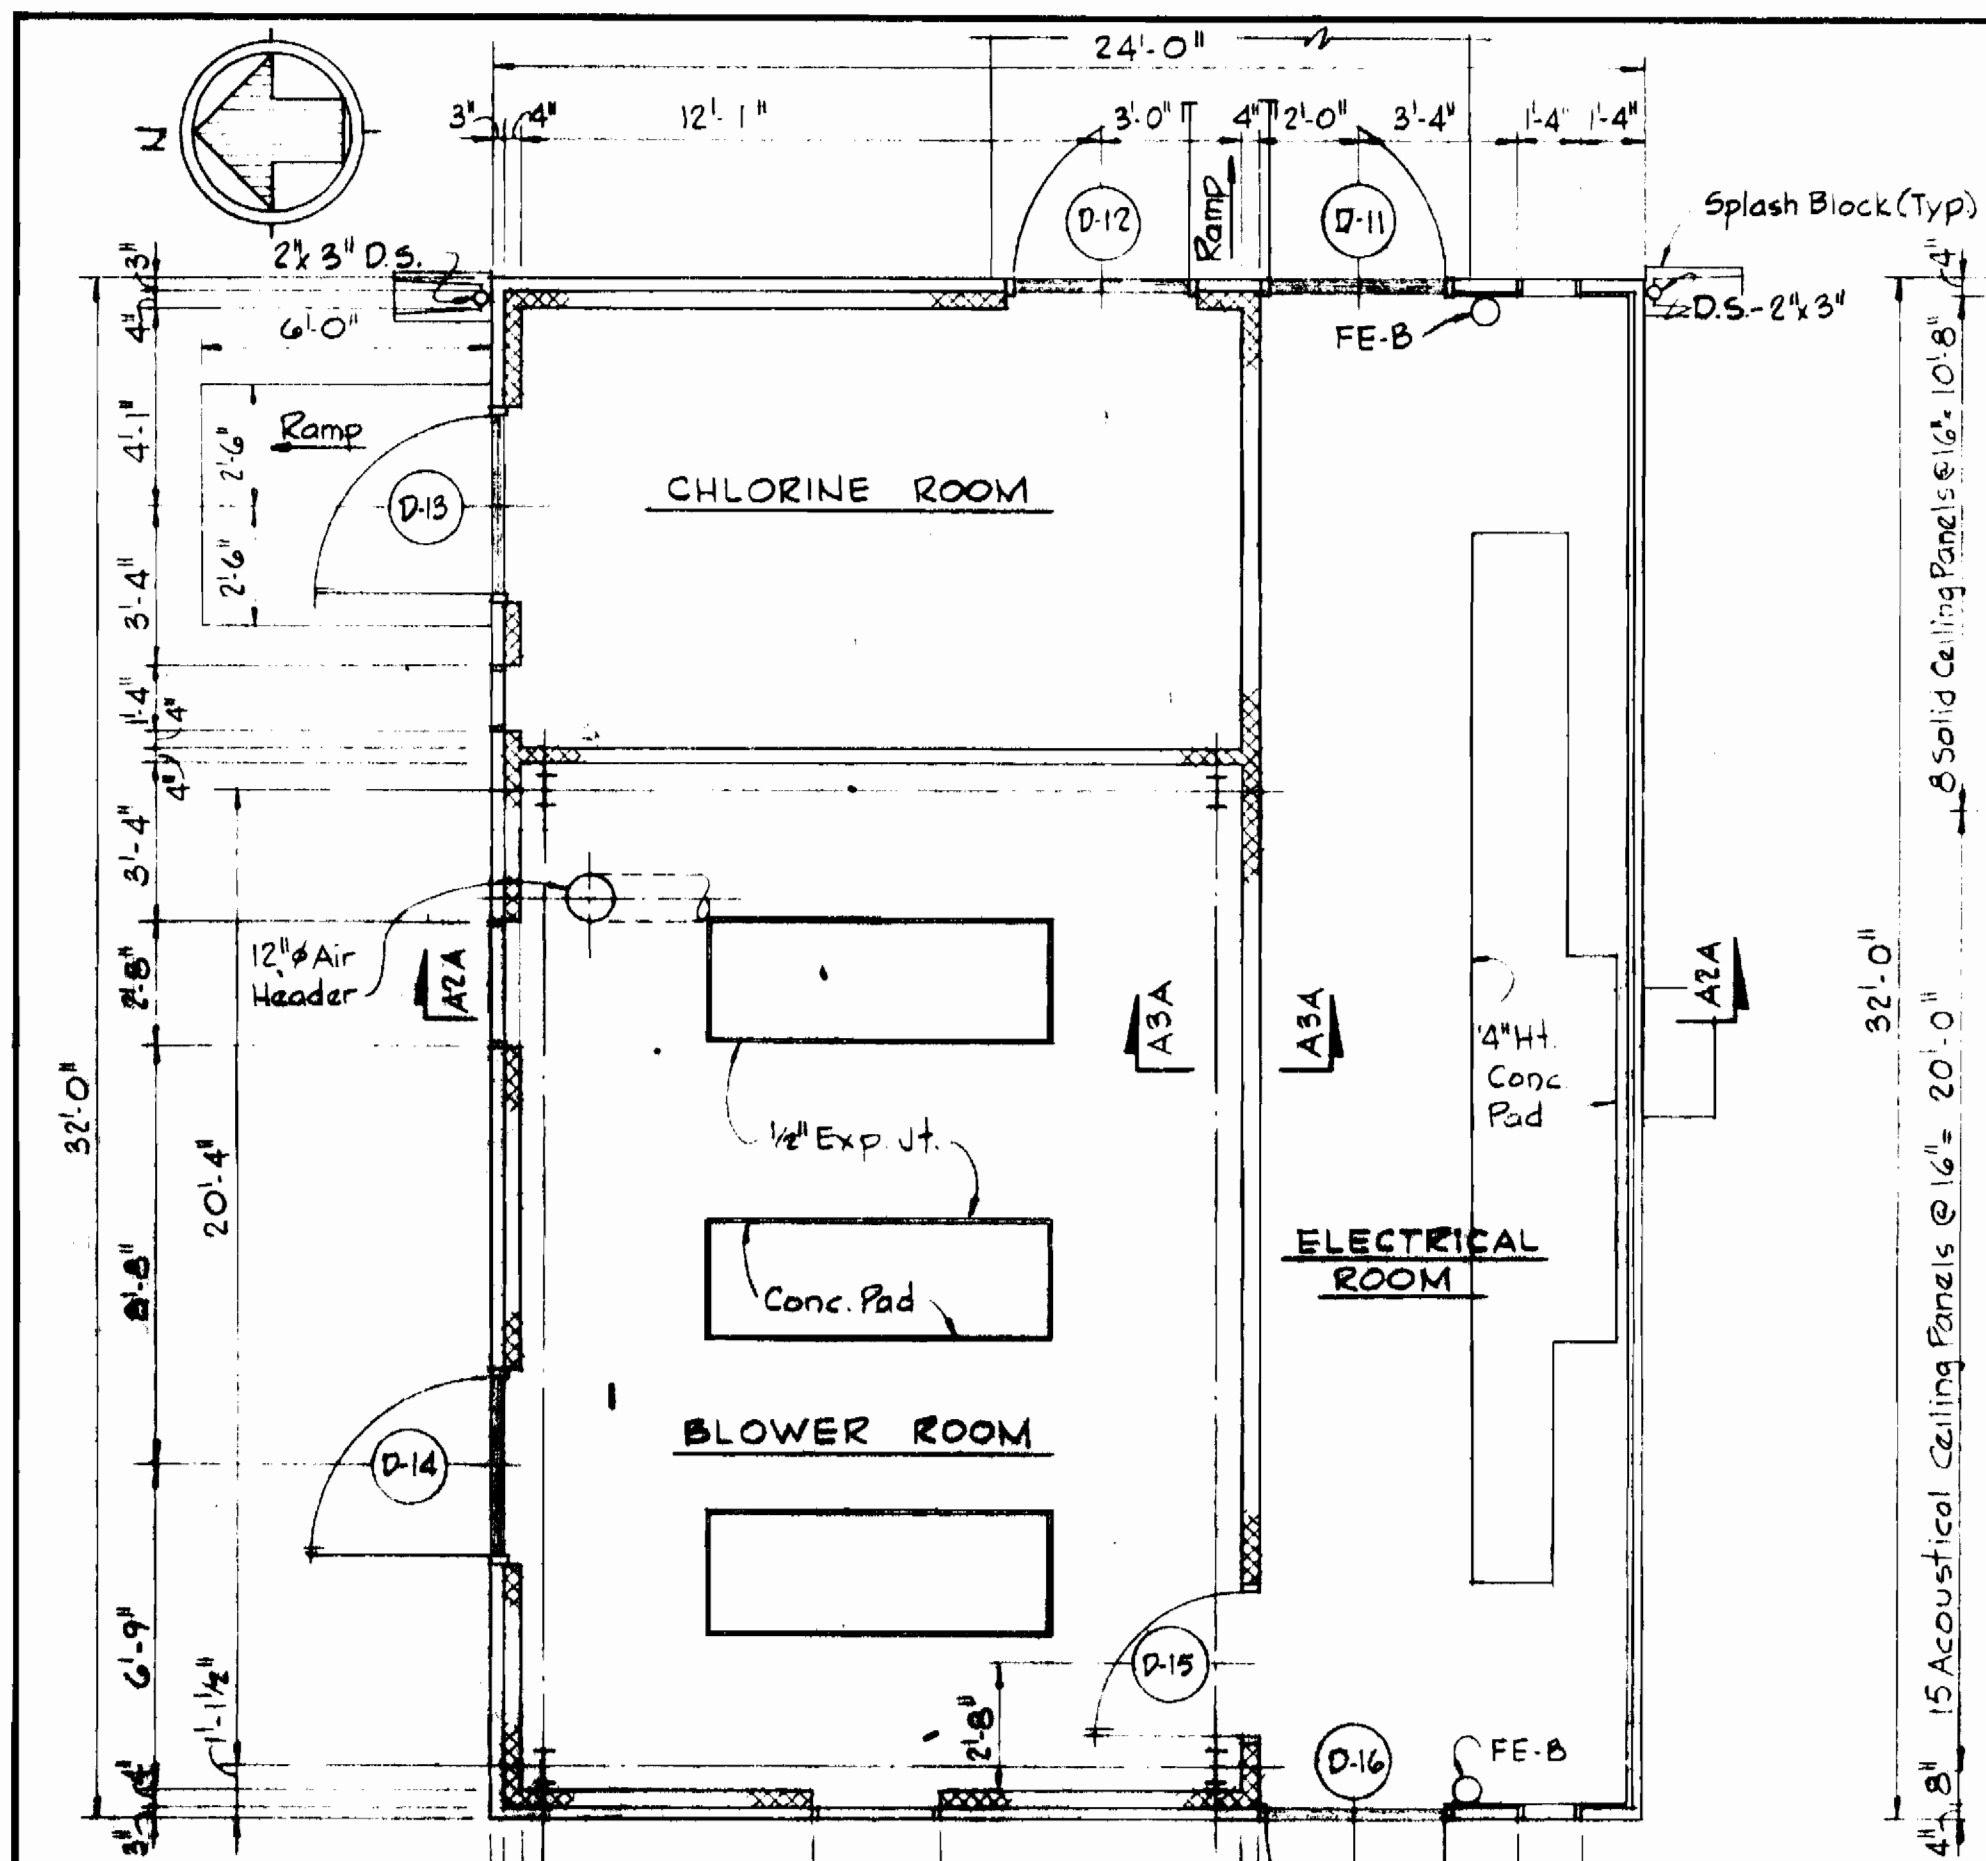 24'-0"
3"
4"
12'-1"
3'-0"
4"
2'-0"
3'-4"
1'-4"
1'-4"
N
Splash Block (Typ.)
D-12
Ramp
D-11
2"x 3" D.S.
D.S.-2"x3"
3"
4"
4"
6'-0"
FE-B
Ramp
4'-1"
2'-6"
2'-6"
D-13
CHLORINE ROOM
3'-4"
1'-4"
4"
4"
8 Solid Ceiling Panels @ 16" = 10'-8"
3'-4"
12"ø Air
Header
2'-8"
A2A
A3A
A3A
A2A
4" Ht.
Conc.
Pad
32'-0"
32'-0"
20'-4"
1/2" Exp. Jt.
8'-8"
Conc. Pad
ELECTRICAL
ROOM
BLOWER ROOM
D-14
15 Acoustical Ceiling Panels @ 16" = 20'-0"
6'-9"
1'-1 1/2"
D-15
2'-8"
D-16
FE-B
4"
3"
8"
4"